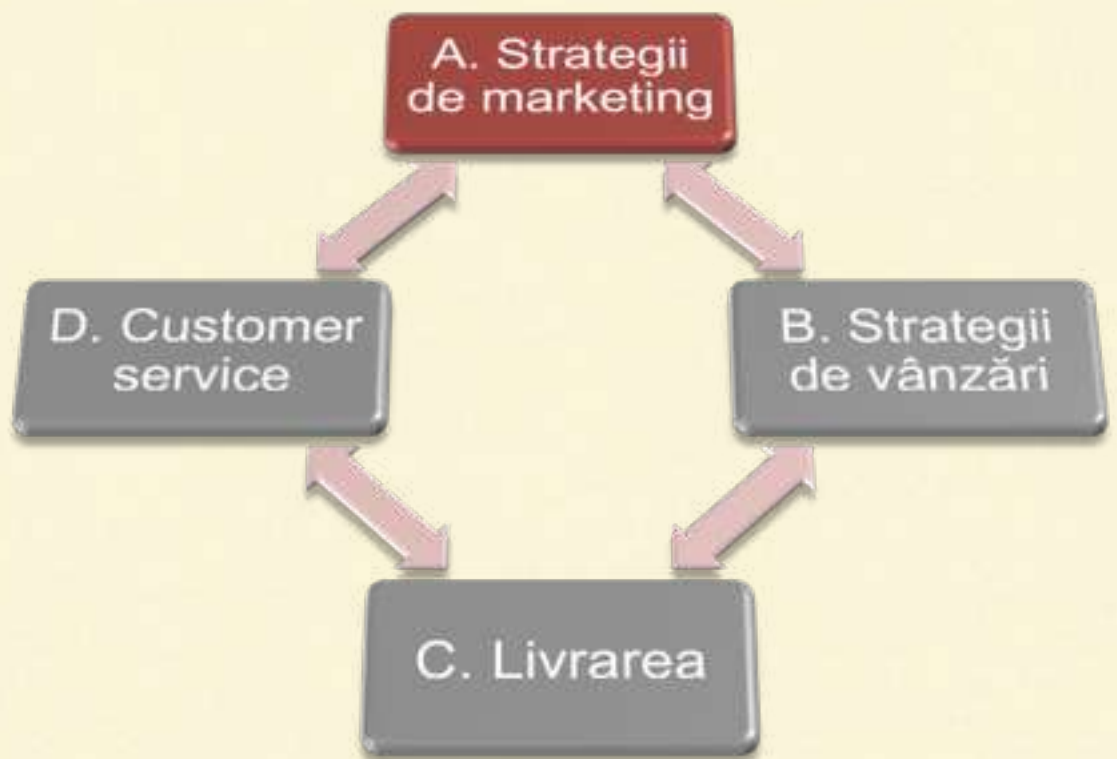 A. Strategii
de marketing
D. Customer
service
B. Strategii
de vânzări
C. Livrarea